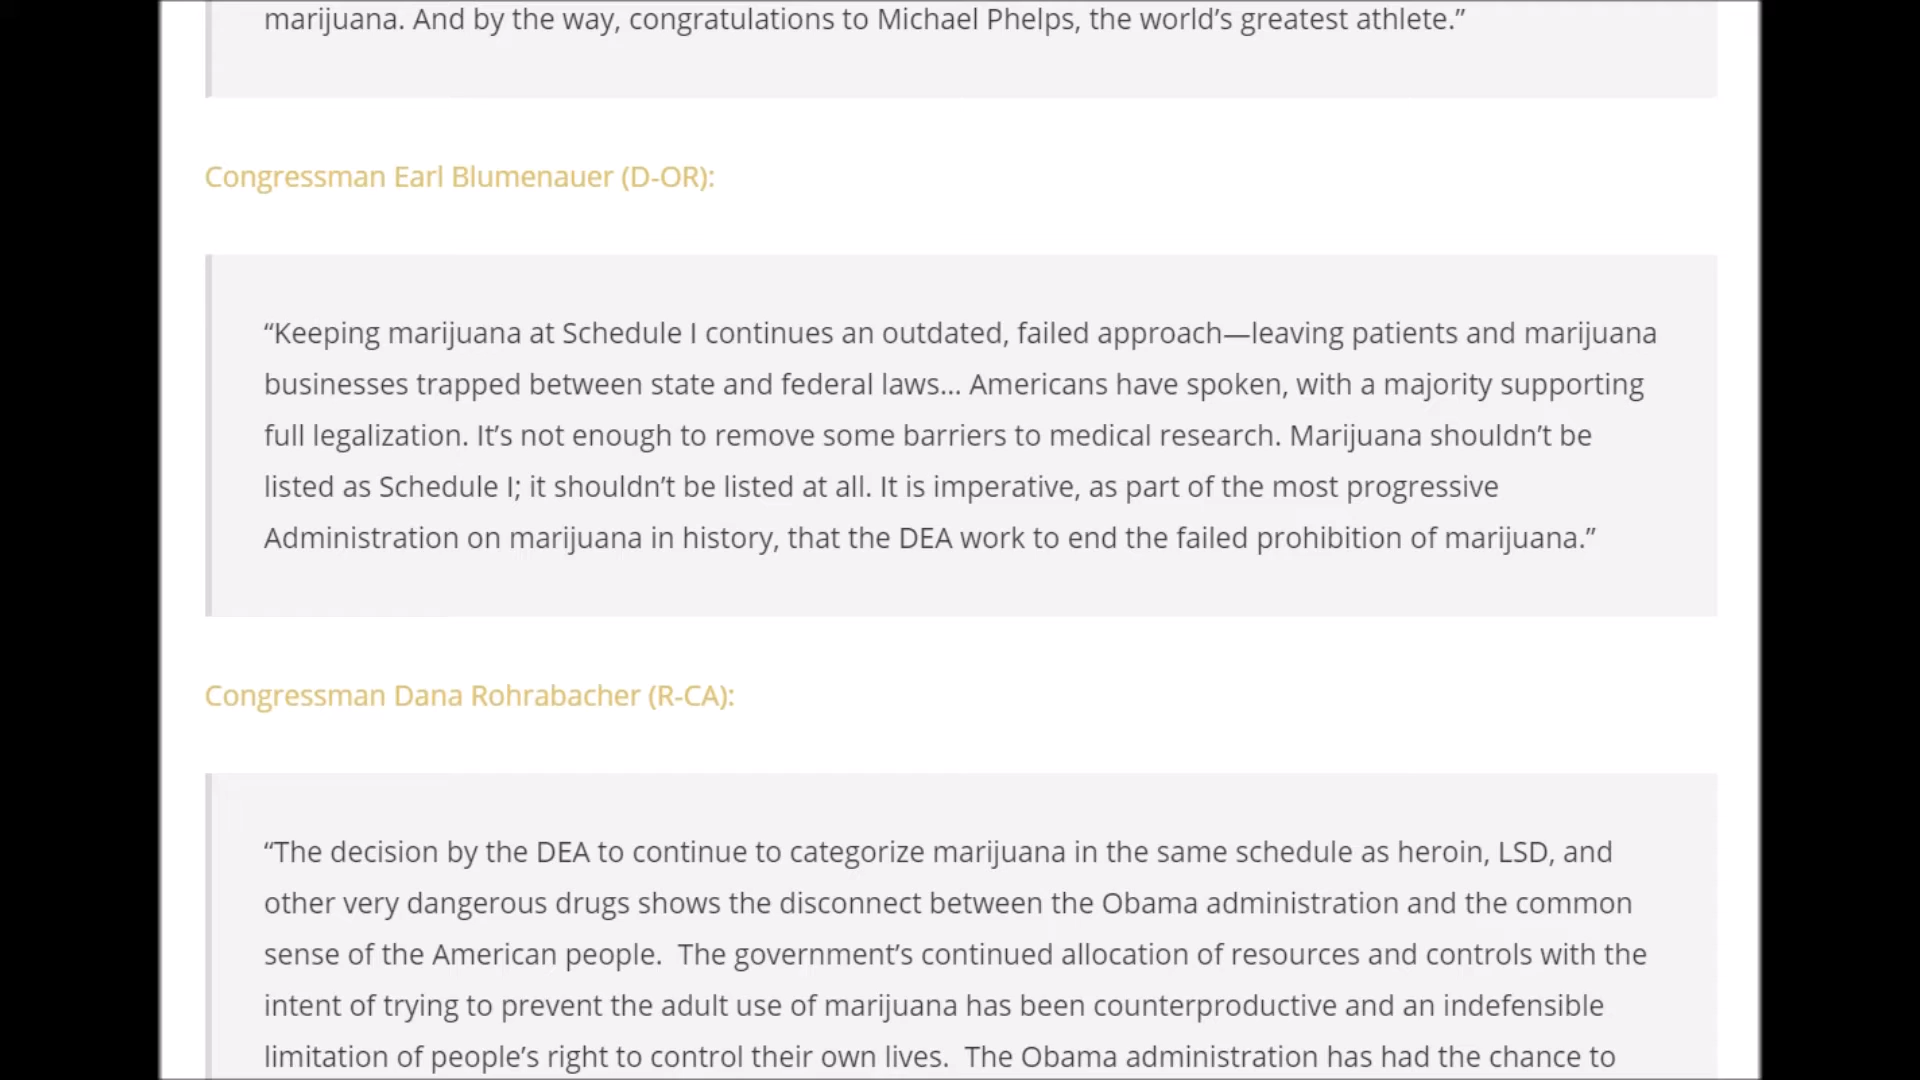 marijuana. And by the way, congratulations to Michael Phelps, the world’s greatest athlete.”
Congressman Earl Blumenauer (D-OR):
“Keeping marijuana at Schedule I continues an outdated, failed approach—leaving patients and marijuana
businesses trapped between state and federal laws... Americans have spoken, with a majority supporting
full legalization. It’s not enough to remove some barriers to medical research. Marijuana shouldn’t be
listed as Schedule I; it shouldn’t be listed at all. It is imperative, as part of the most progressive
Administration on marijuana in history, that the DEA work to end the failed prohibition of marijuana.”
Congressman Dana Rohrabacher (R-CA):
“The decision by the DEA to continue to categorize marijuana in the same schedule as heroin, LSD, and
other very dangerous drugs shows the disconnect between the Obama administration and the common
sense of the American people.  The government’s continued allocation of resources and controls with the
intent of trying to prevent the adult use of marijuana has been counterproductive and an indefensible
limitation of people’s right to control their own lives.  The Obama administration has had the chance to